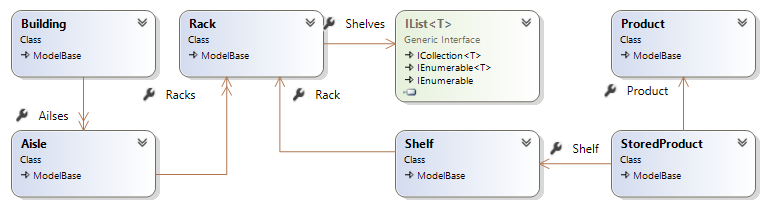 Building
Class
ModelBase
Rack
Class
ModelBase
Shelves
IList<T>
Generic Interface
ICollection<T>
IEnumerable<T>
IEnumerable
Product
Class
ModelBase
Ailses
Racks
Rack
Product
Aisle
Class
ModelBase
Shelf
Class
ModelBase
Shelf
StoredProduct
Class
ModelBase